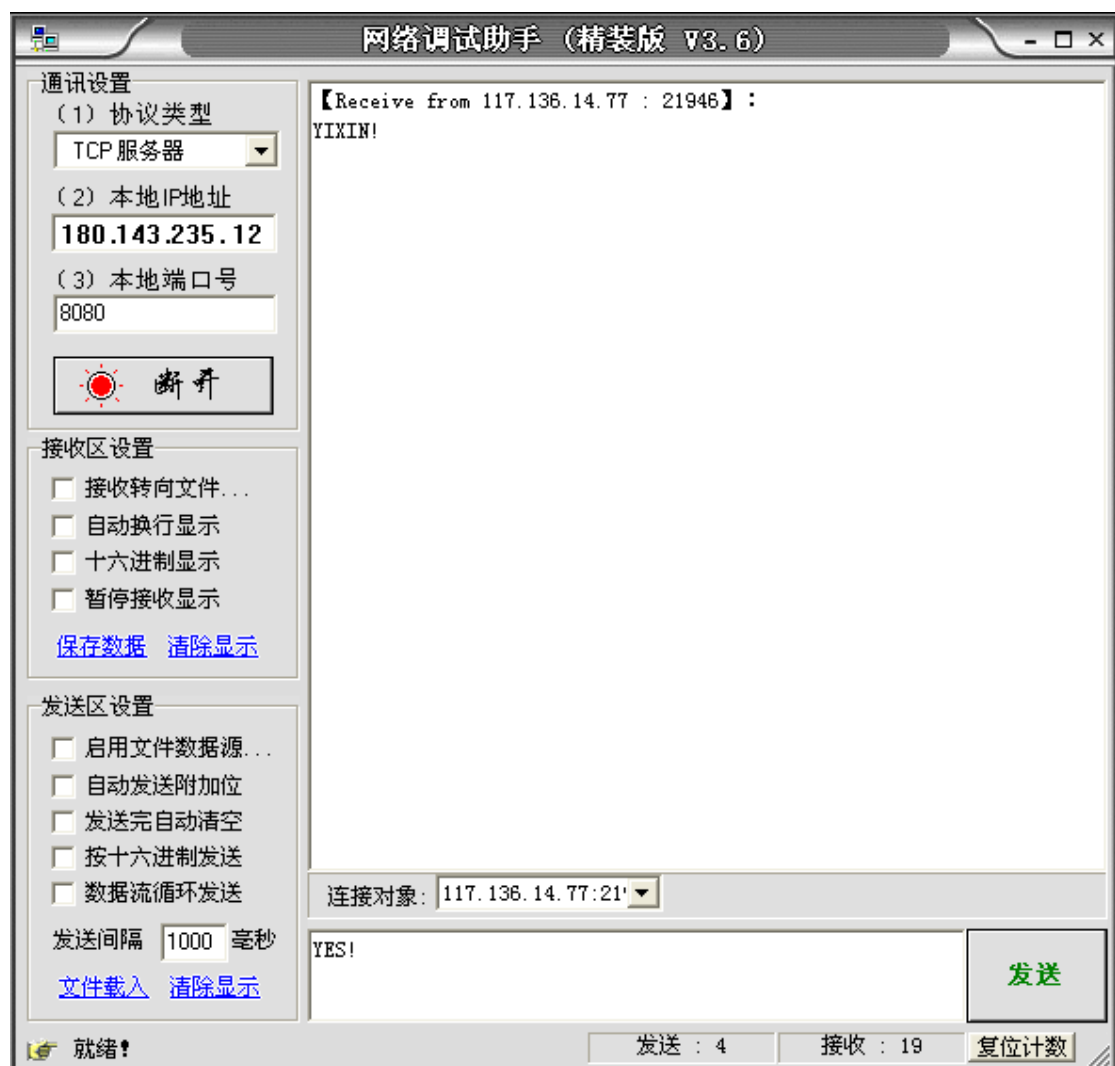 网络调试助手 (精装版 V3.6)
通讯设置
(1) 协议类型
TCP服务器
(2) 本地IP地址
180.143.235.12
(3) 本地端口号
8080
断开
接收区设置
接收转向文件...
自动换行显示
十六进制显示
暂停接收显示
保存数据 清除显示
发送区设置
启用文件数据源...
自动发送附加位
发送完自动清空
按十六进制发送
数据流循环发送
发送间隔 1000 毫秒
文件载入 清除显示
【Receive from 117.136.14.77 : 21946】:
YIXIN!
连接对象: 117.136.14.77:21
YES!
发送
就绪!
发送 : 4
接收 : 19
复位计数